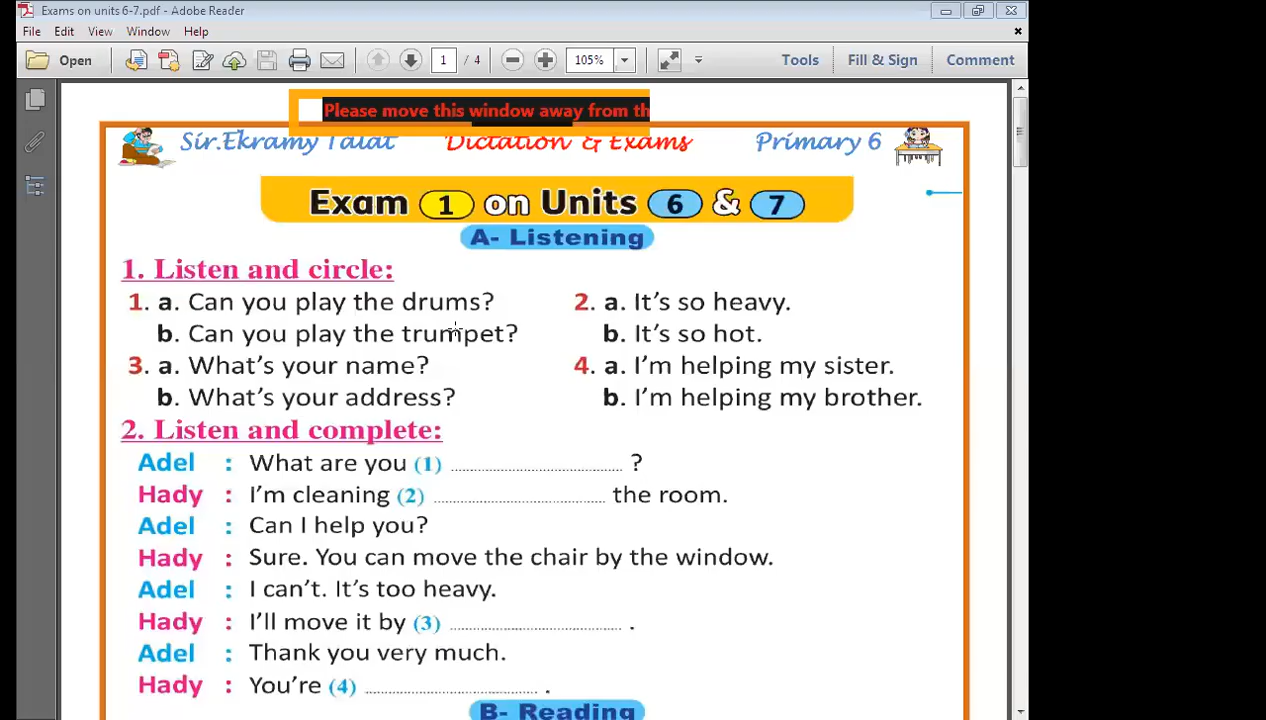 Exams on units 6-7.pdf - Adobe Reader
File Edit View Window Help
Open 1 / 4 105% Tools Fill & Sign Comment
Please move this window away from th
Sir.Ekramy Talat Dictation & Exams Primary 6
Exam 1 on Units 6 & 7
A- Listening
1. Listen and circle:
1. a. Can you play the drums? 2. a. It's so heavy.
b. Can you play the trumpet? b. It's so hot.
3. a. What's your name? 4. a. I'm helping my sister.
b. What's your address? b. I'm helping my brother.
2. Listen and complete:
Adel : What are you (1) .................................... ?
Hady : I'm cleaning (2) .................................... the room.
Adel : Can I help you?
Hady : Sure. You can move the chair by the window.
Adel : I can't. It's too heavy.
Hady : I'll move it by (3) .................................... .
Adel : Thank you very much.
Hady : You're (4) .................................... .
B- Reading